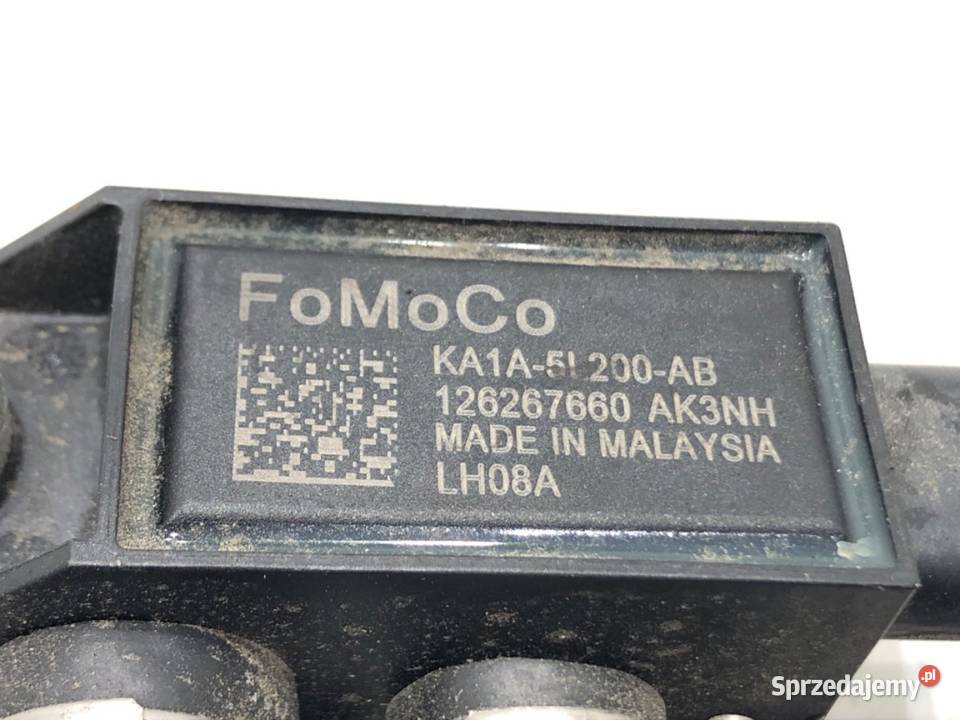 FoMoCo
KA1A-5L200-AB
126267660 AK3NH
MADE IN MALAYSIA
LH08A
Sprzedajemy.pl